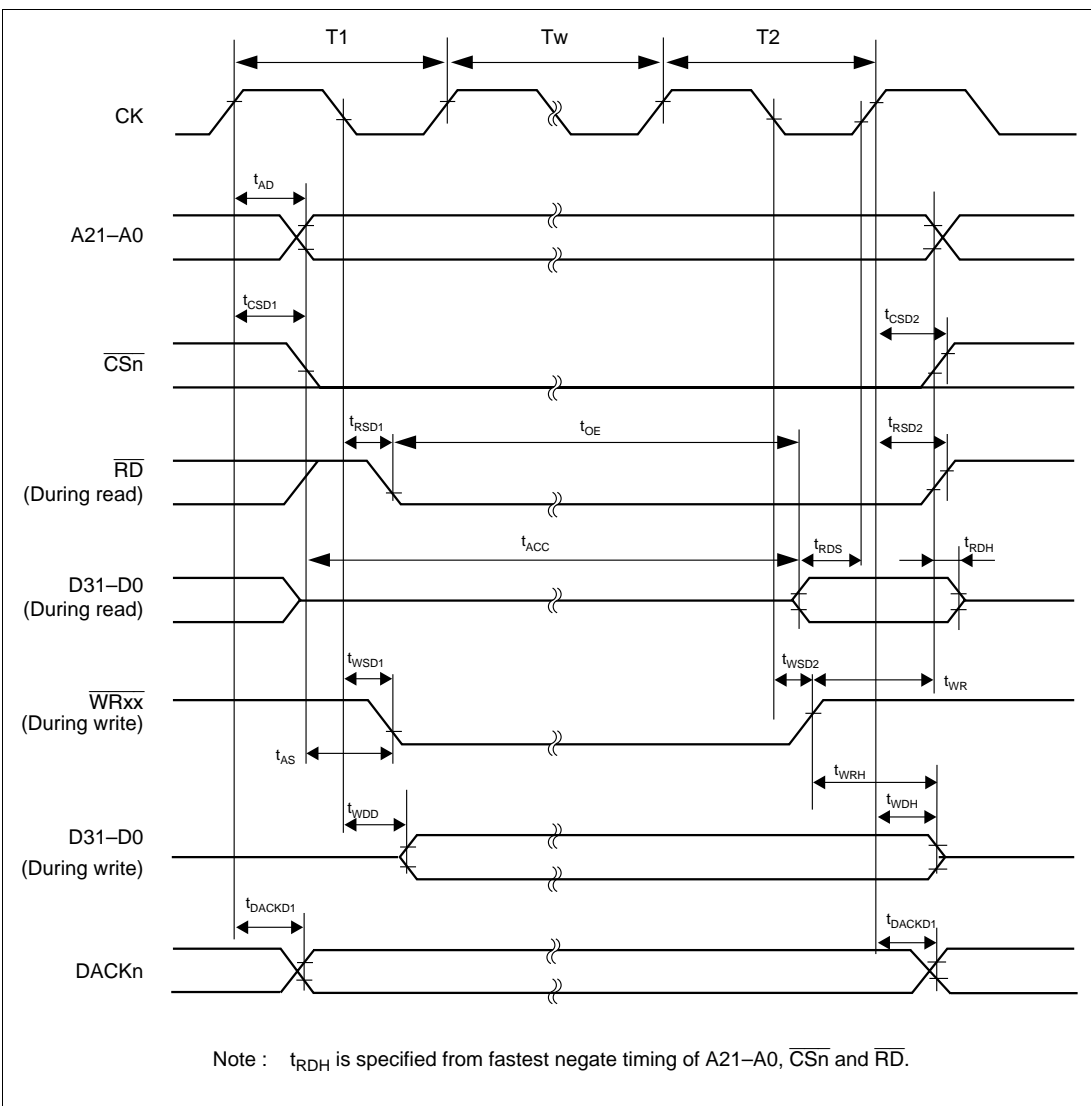 T1 Tw T2
CK
tAD
A21–A0
tCSD1 tCSD2
CSn
tRSD1 tOE tRSD2
RD
(During read)
tACC tRDS tRDH
D31–D0
(During read)
tWSD1 tWSD2 tWR
WRxx
(During write)
tAS
tWRH
tWDD tWDH
D31–D0
(During write)
tDACKD1 tDACKD1
DACKn
Note : tRDH is specified from fastest negate timing of A21–A0, CSn and RD.